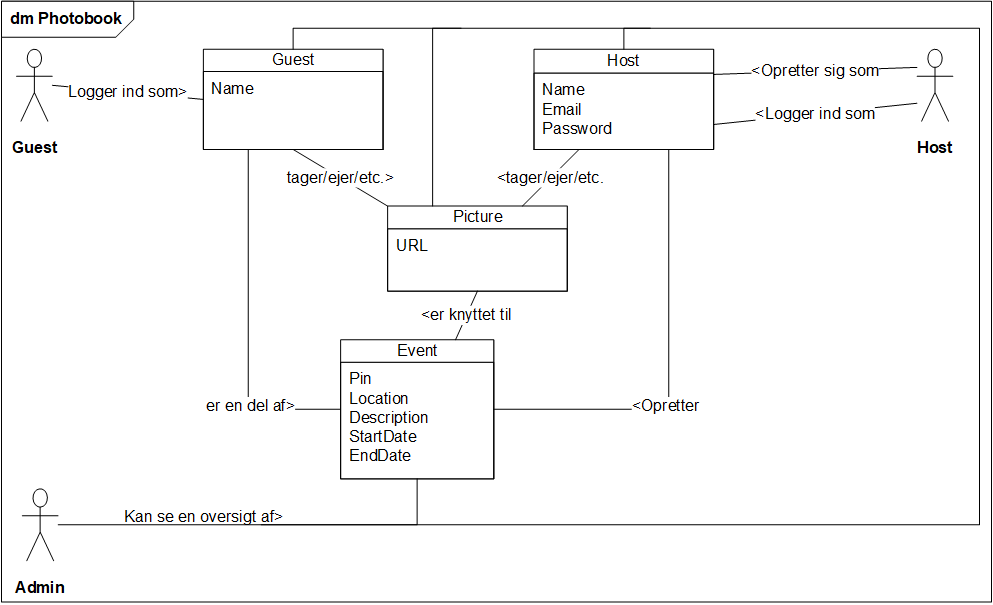 dm Photobook
Guest
Host
Name
Name
Email
Password
Logger ind som>
<Opretter sig som
<Logger ind som
Guest
Host
tager/ejer/etc.>
<tager/ejer/etc.
Picture
URL
<er knyttet til
Event
Pin
Location
Description
StartDate
EndDate
er en del af>
<Opretter
Kan se en oversigt af>
Admin